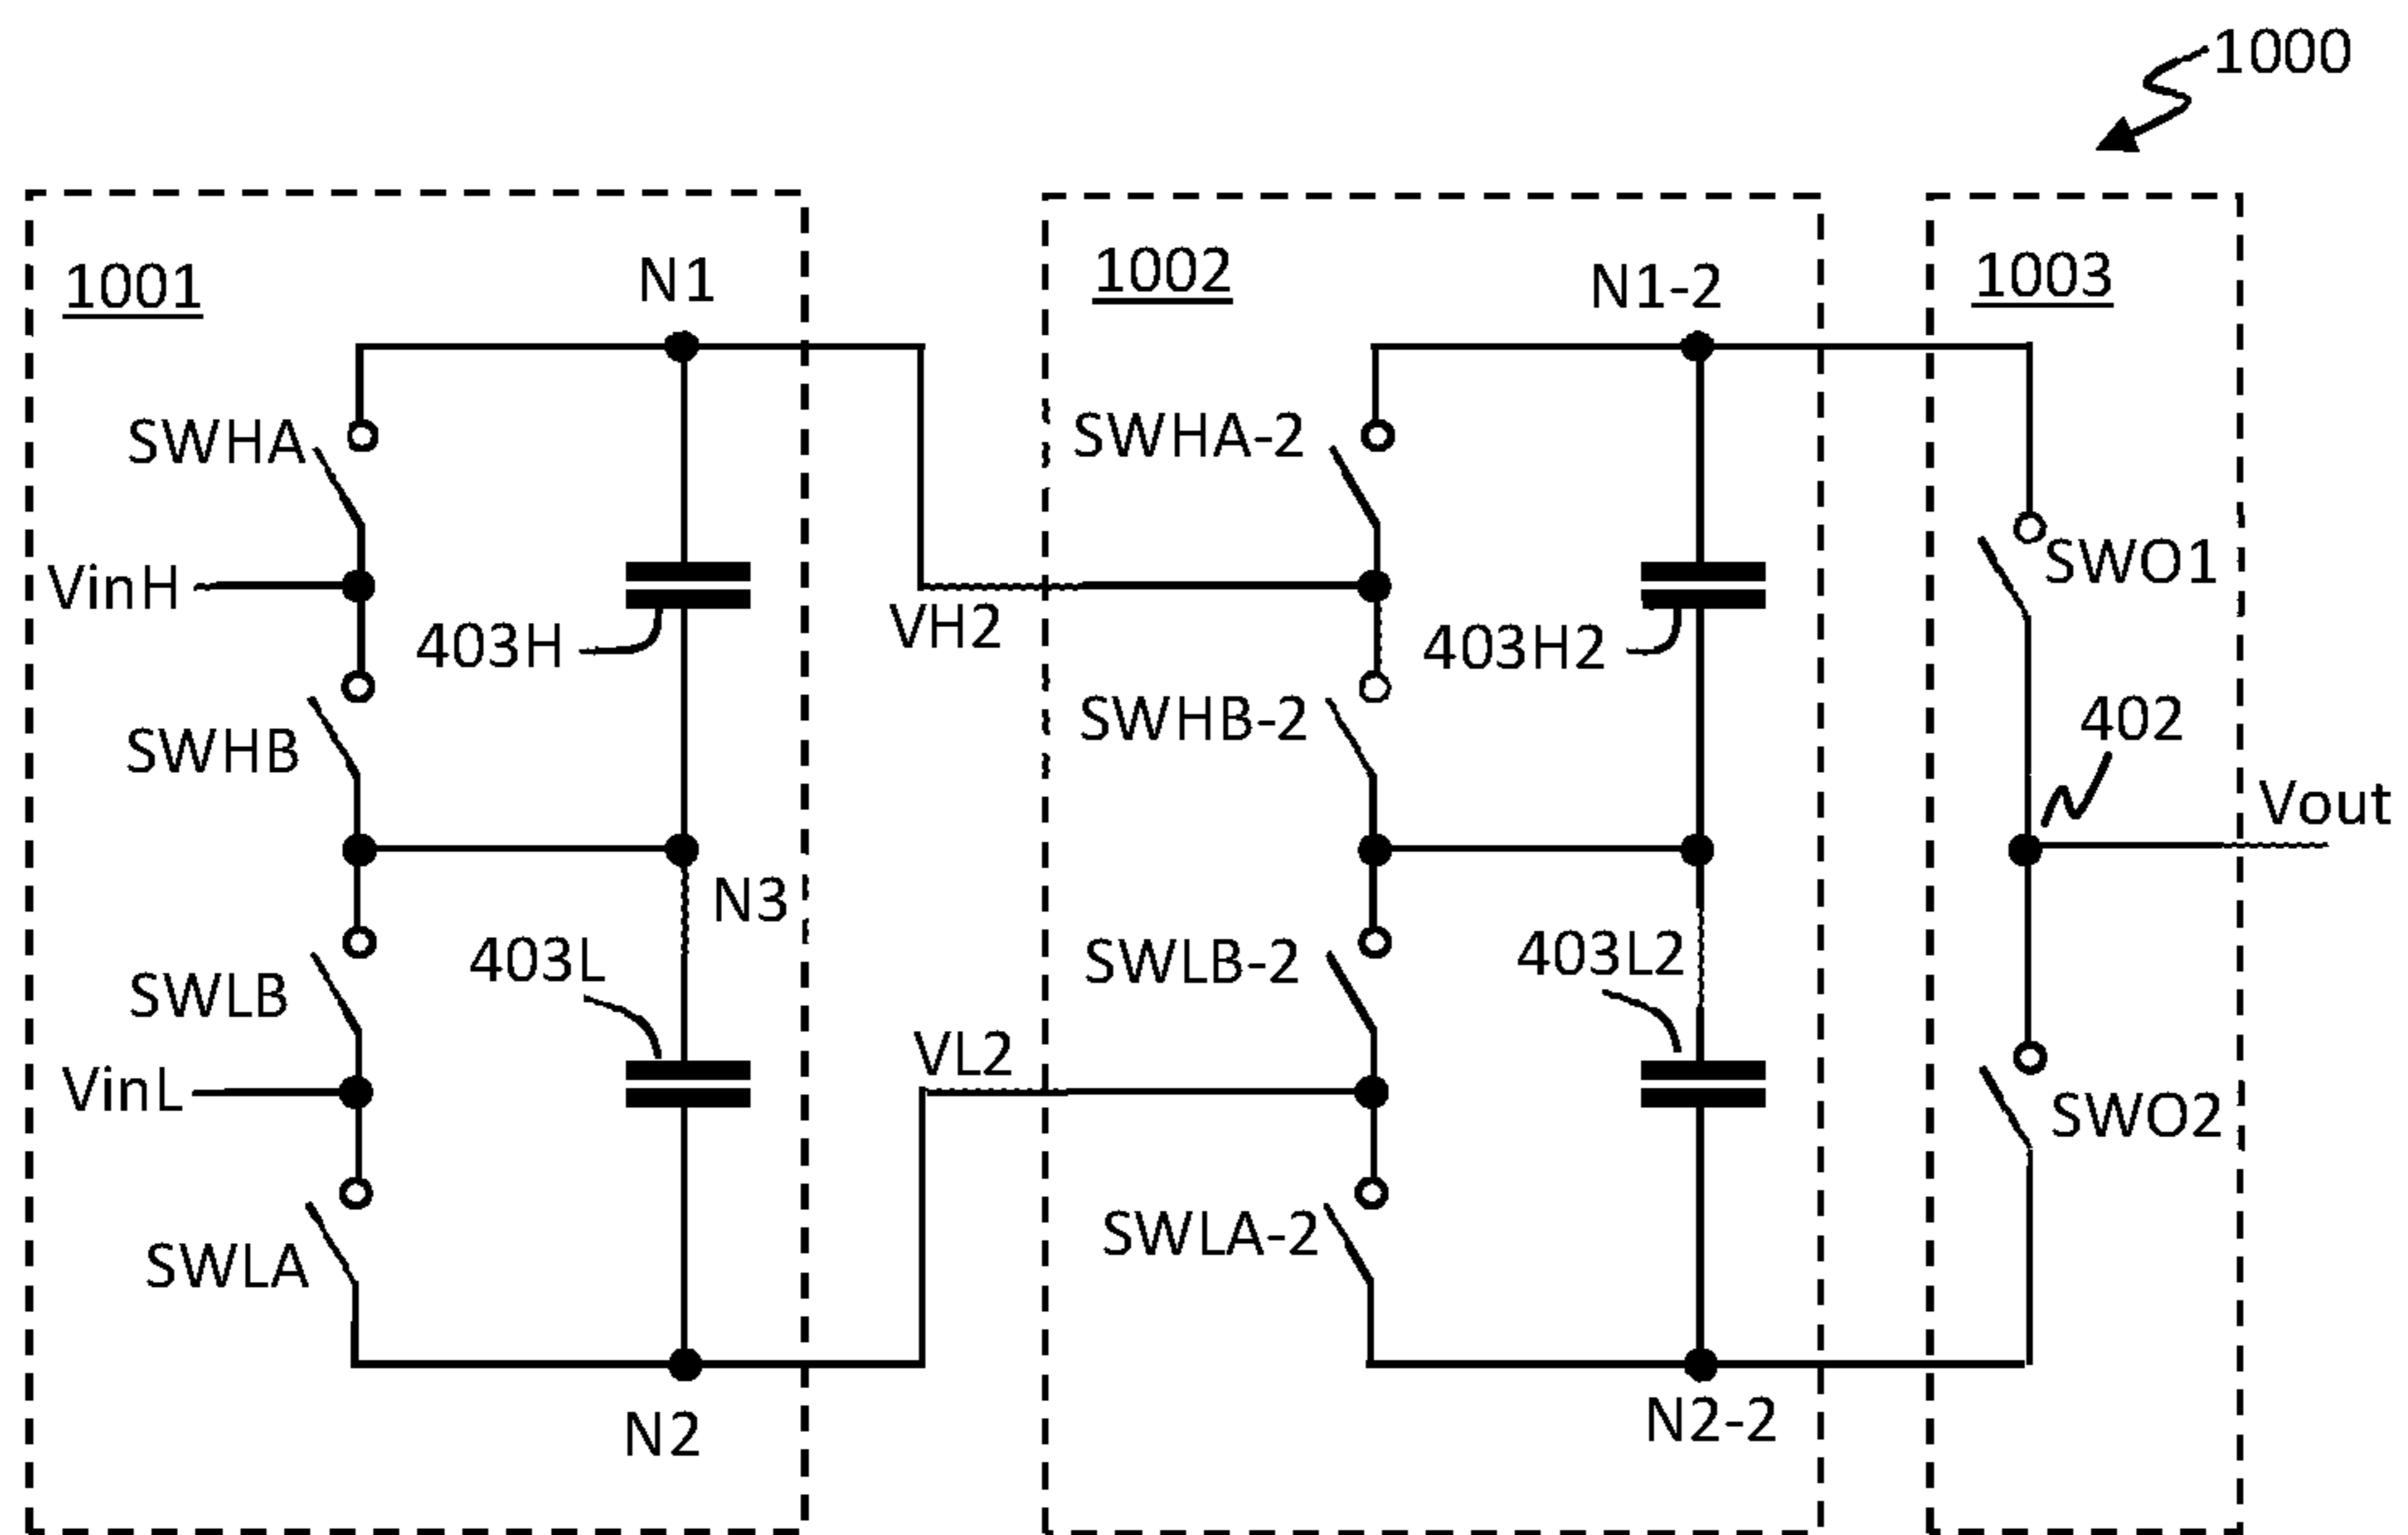 1000
1001
N1
1002
N1-2
1003
SWHA
SWHA-2
VinH
SWO1
403H
VH2
403H2
SWHB
SWHB-2
402
Vout
N3
403L
SWLB
SWLB-2
403L2
VinL
VL2
SWO2
SWLA
SWLA-2
N2
N2-2